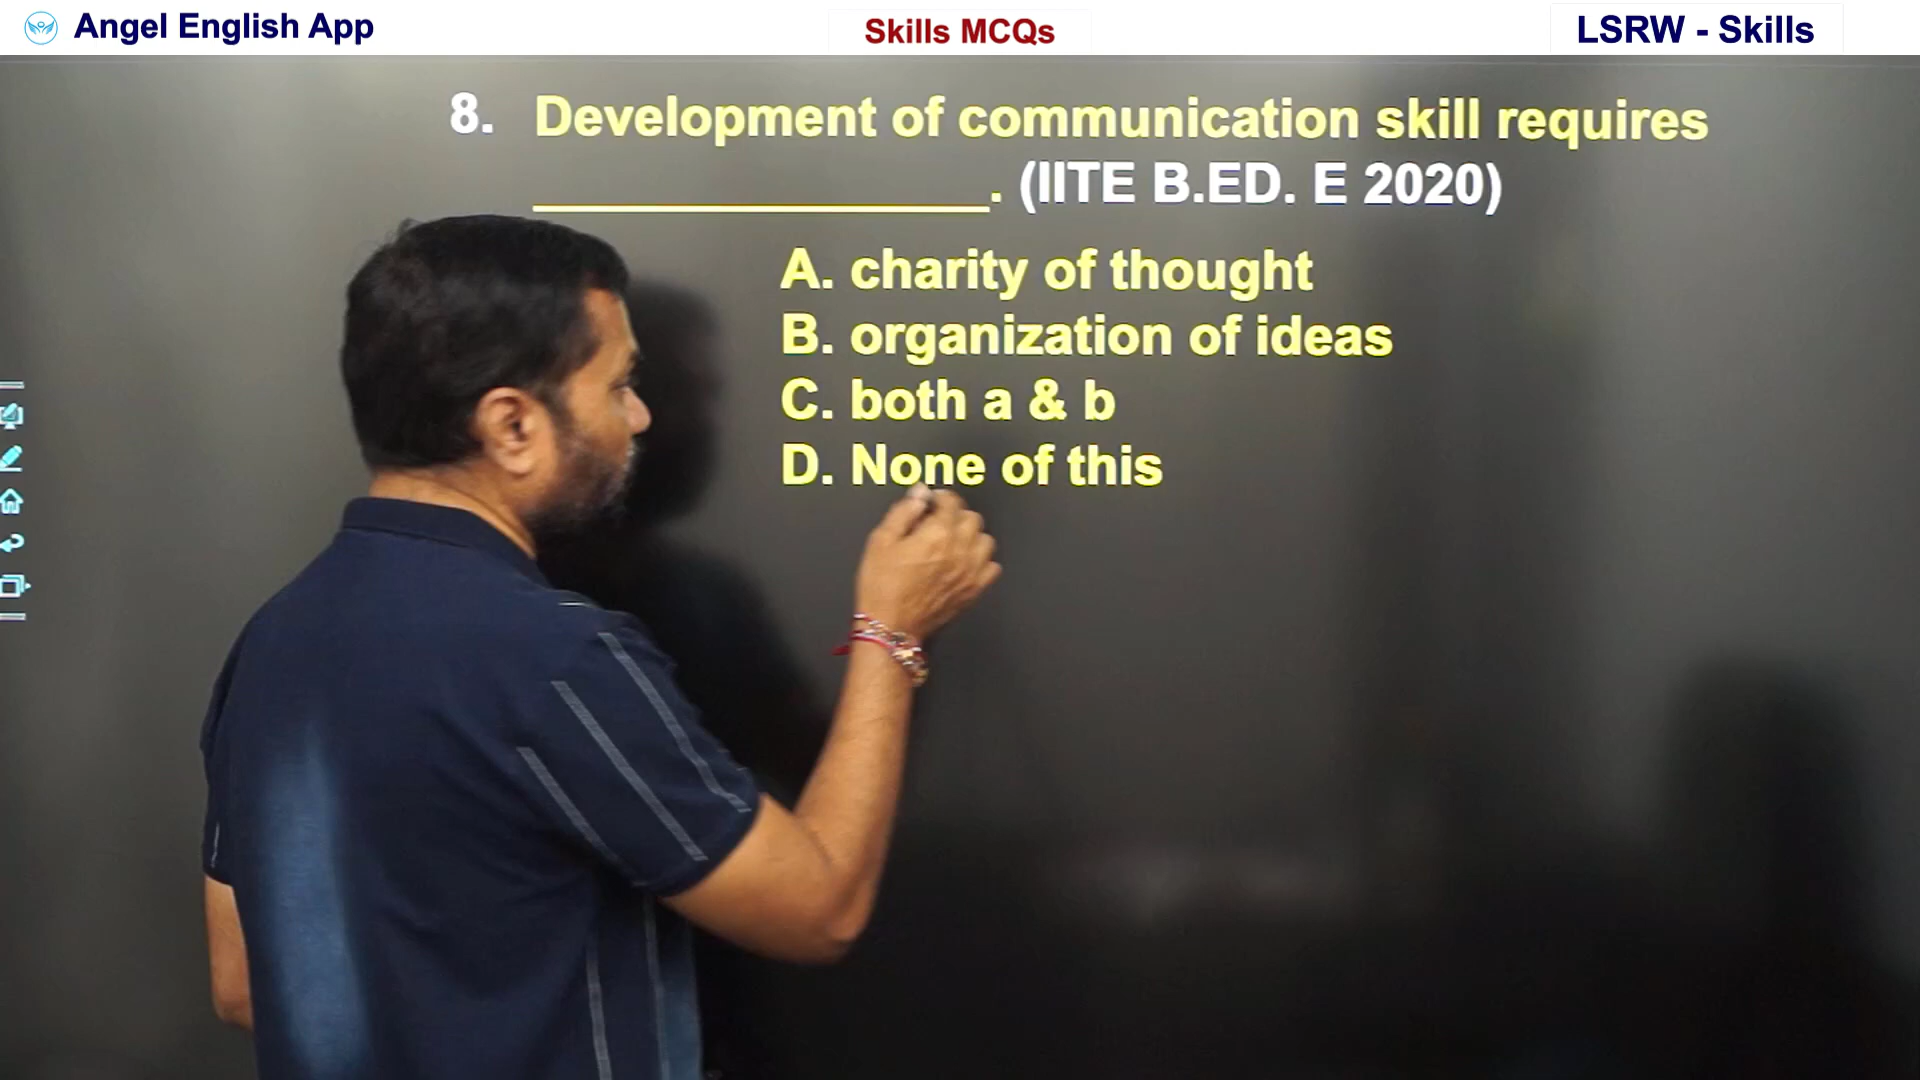 Angel English App
Skills MCQs
LSRW - Skills
8. Development of communication skill requires
______________. (IITE B.ED. E 2020)
A. charity of thought
B. organization of ideas
C. both a & b
D. None of this